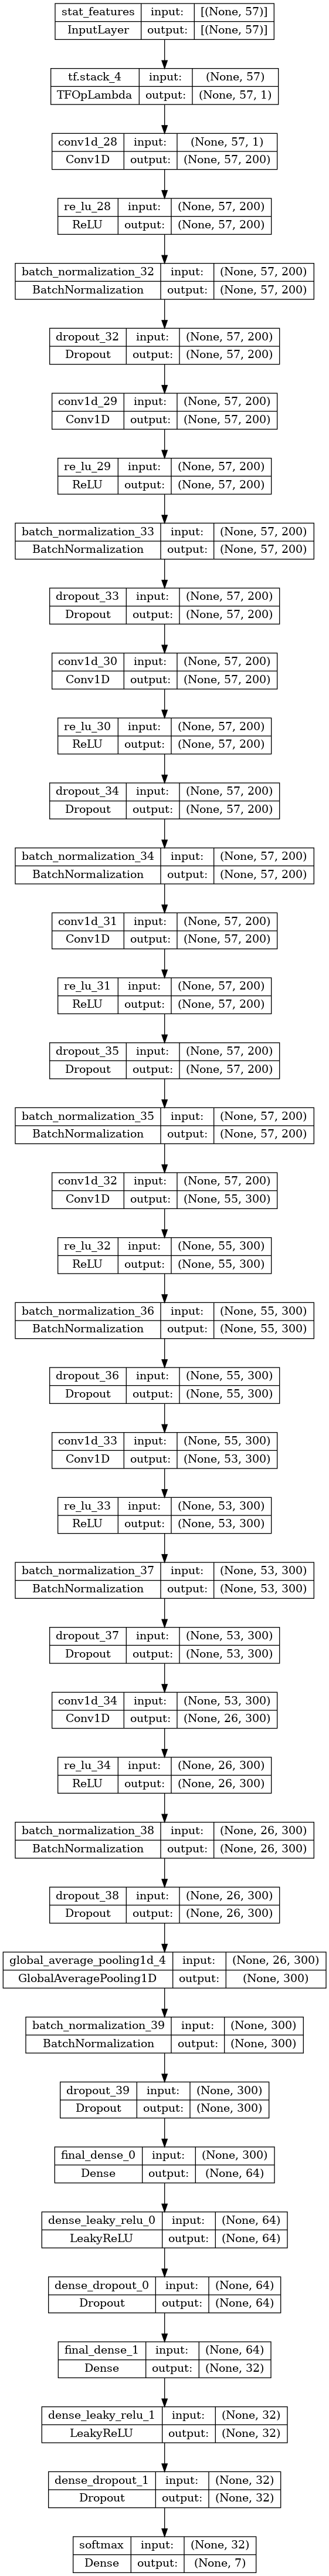 stat_features input: [(None, 57)]
InputLayer output: [(None, 57)]
tf.stack_4 input: (None, 57)
TFOpLambda output: (None, 57, 1)
conv1d_28 input: (None, 57, 1)
Conv1D output: (None, 57, 200)
re_lu_28 input: (None, 57, 200)
ReLU output: (None, 57, 200)
batch_normalization_32 input: (None, 57, 200)
BatchNormalization output: (None, 57, 200)
dropout_32 input: (None, 57, 200)
Dropout output: (None, 57, 200)
conv1d_29 input: (None, 57, 200)
Conv1D output: (None, 57, 200)
re_lu_29 input: (None, 57, 200)
ReLU output: (None, 57, 200)
batch_normalization_33 input: (None, 57, 200)
BatchNormalization output: (None, 57, 200)
dropout_33 input: (None, 57, 200)
Dropout output: (None, 57, 200)
conv1d_30 input: (None, 57, 200)
Conv1D output: (None, 57, 200)
re_lu_30 input: (None, 57, 200)
ReLU output: (None, 57, 200)
dropout_34 input: (None, 57, 200)
Dropout output: (None, 57, 200)
batch_normalization_34 input: (None, 57, 200)
BatchNormalization output: (None, 57, 200)
conv1d_31 input: (None, 57, 200)
Conv1D output: (None, 57, 200)
re_lu_31 input: (None, 57, 200)
ReLU output: (None, 57, 200)
dropout_35 input: (None, 57, 200)
Dropout output: (None, 57, 200)
batch_normalization_35 input: (None, 57, 200)
BatchNormalization output: (None, 57, 200)
conv1d_32 input: (None, 57, 200)
Conv1D output: (None, 55, 300)
re_lu_32 input: (None, 55, 300)
ReLU output: (None, 55, 300)
batch_normalization_36 input: (None, 55, 300)
BatchNormalization output: (None, 55, 300)
dropout_36 input: (None, 55, 300)
Dropout output: (None, 55, 300)
conv1d_33 input: (None, 55, 300)
Conv1D output: (None, 53, 300)
re_lu_33 input: (None, 53, 300)
ReLU output: (None, 53, 300)
batch_normalization_37 input: (None, 53, 300)
BatchNormalization output: (None, 53, 300)
dropout_37 input: (None, 53, 300)
Dropout output: (None, 53, 300)
conv1d_34 input: (None, 53, 300)
Conv1D output: (None, 26, 300)
re_lu_34 input: (None, 26, 300)
ReLU output: (None, 26, 300)
batch_normalization_38 input: (None, 26, 300)
BatchNormalization output: (None, 26, 300)
dropout_38 input: (None, 26, 300)
Dropout output: (None, 26, 300)
global_average_pooling1d_4 input: (None, 26, 300)
GlobalAveragePooling1D output: (None, 300)
batch_normalization_39 input: (None, 300)
BatchNormalization output: (None, 300)
dropout_39 input: (None, 300)
Dropout output: (None, 300)
final_dense_0 input: (None, 300)
Dense output: (None, 64)
dense_leaky_relu_0 input: (None, 64)
LeakyReLU output: (None, 64)
dense_dropout_0 input: (None, 64)
Dropout output: (None, 64)
final_dense_1 input: (None, 64)
Dense output: (None, 32)
dense_leaky_relu_1 input: (None, 32)
LeakyReLU output: (None, 32)
dense_dropout_1 input: (None, 32)
Dropout output: (None, 32)
softmax input: (None, 32)
Dense output: (None, 7)